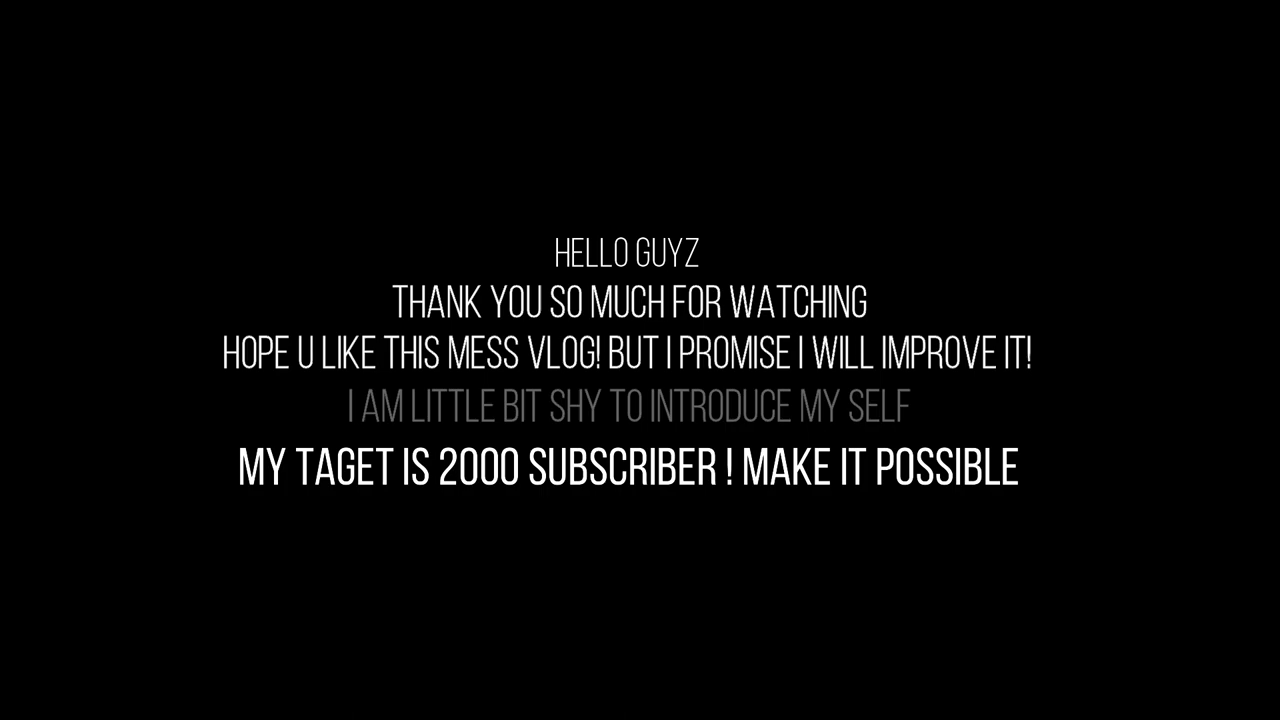 HELLO GUYZ
THANK YOU SO MUCH FOR WATCHING
HOPE U LIKE THIS MESS VLOG! BUT I PROMISE I WILL IMPROVE IT!
I AM LITTLE BIT SHY TO INTRODUCE MY SELF
MY TAGET IS 2000 SUBSCRIBER ! MAKE IT POSSIBLE